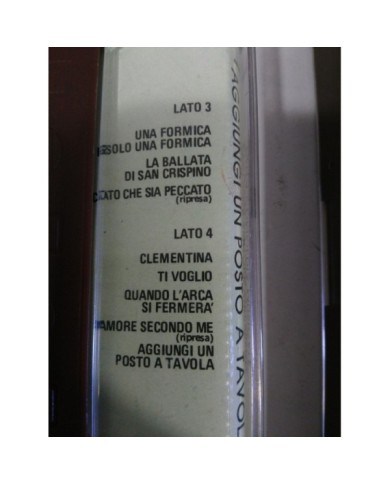 LATO 3
UNA FORMICA
SOLO UNA FORMICA
LA BALLATA
DI SAN CRISPINO
CHE SIA PECCATO
(ripresa)
LATO 4
CLEMENTINA
TI VOGLIO
QUANDO L'ARCA
SI FERMERA'
AMORE SECONDO ME
(ripresa)
AGGIUNGI UN
POSTO A TAVOLA
AGGIUNGI UN POSTO A TAVOL